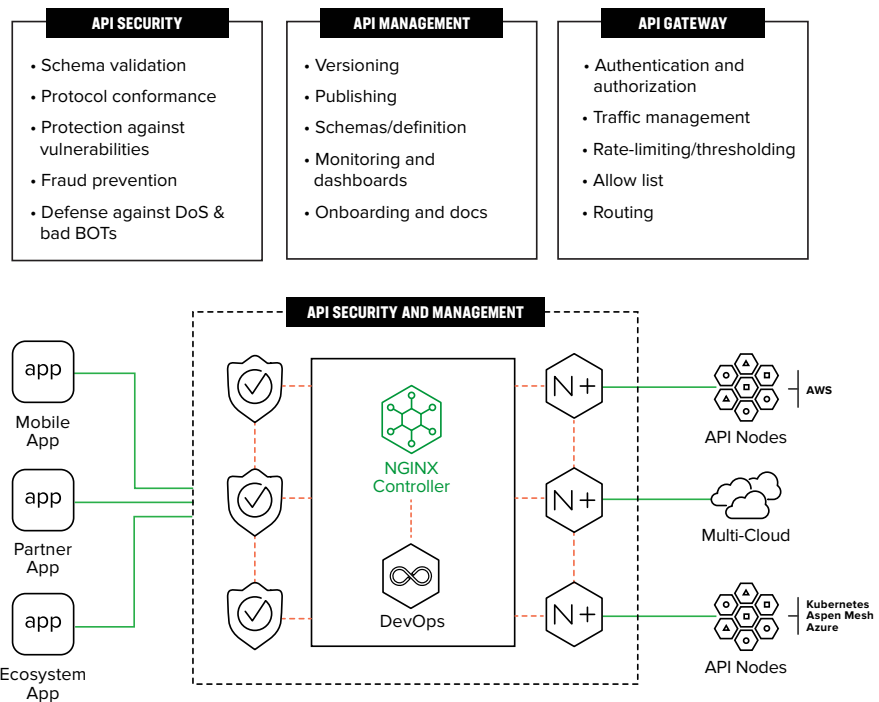 API SECURITY
• Schema validation
• Protocol conformance
• Protection against
vulnerabilities
• Fraud prevention
• Defense against DoS &
bad BOTs
API MANAGEMENT
• Versioning
• Publishing
• Schemas/definition
• Monitoring and
dashboards
• Onboarding and docs
API GATEWAY
• Authentication and
authorization
• Traffic management
• Rate-limiting/thresholding
• Allow list
• Routing
API SECURITY AND MANAGEMENT
app
Mobile
App
app
Partner
App
app
Ecosystem
App
NGINX
Controller
DevOps
N+
N+
N+
API Nodes
AWS
Multi-Cloud
API Nodes
Kubernetes
Aspen Mesh
Azure